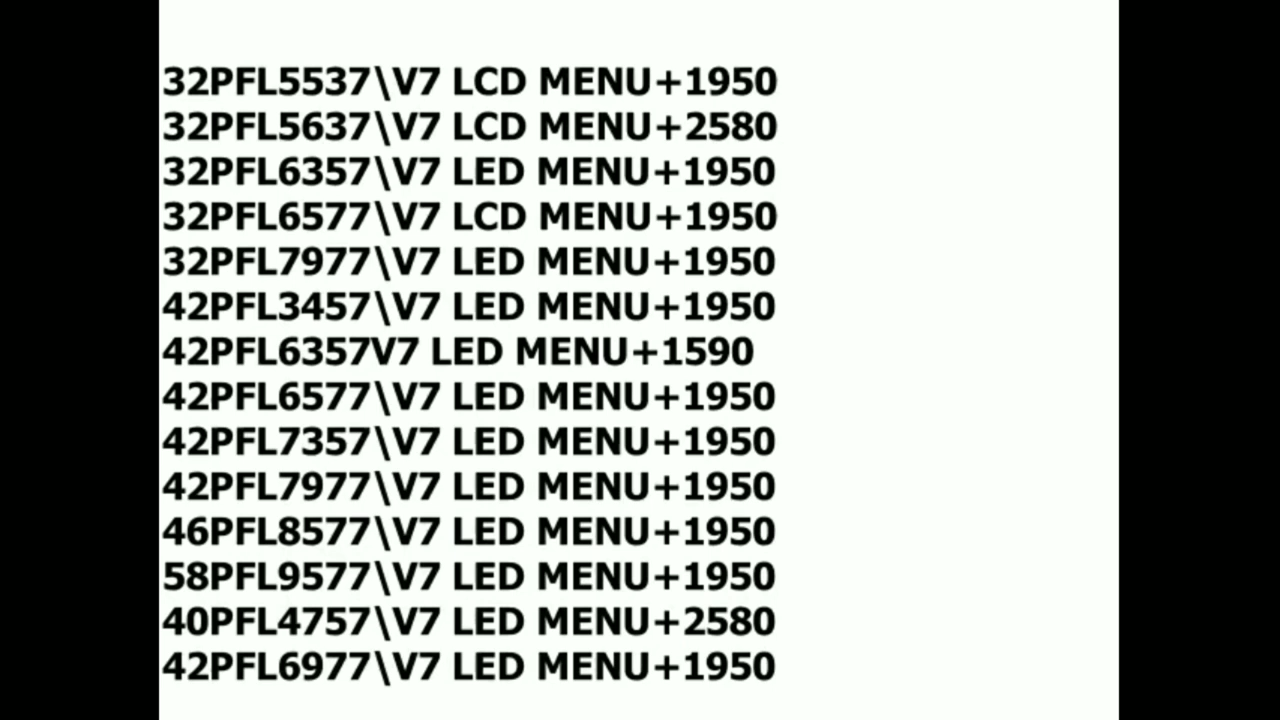 32PFL5537\V7 LCD MENU+1950
32PFL5637\V7 LCD MENU+2580
32PFL6357\V7 LED MENU+1950
32PFL6577\V7 LCD MENU+1950
32PFL7977\V7 LED MENU+1950
42PFL3457\V7 LED MENU+1950
42PFL6357V7 LED MENU+1590
42PFL6577\V7 LED MENU+1950
42PFL7357\V7 LED MENU+1950
42PFL7977\V7 LED MENU+1950
46PFL8577\V7 LED MENU+1950
58PFL9577\V7 LED MENU+1950
40PFL4757\V7 LED MENU+2580
42PFL6977\V7 LED MENU+1950